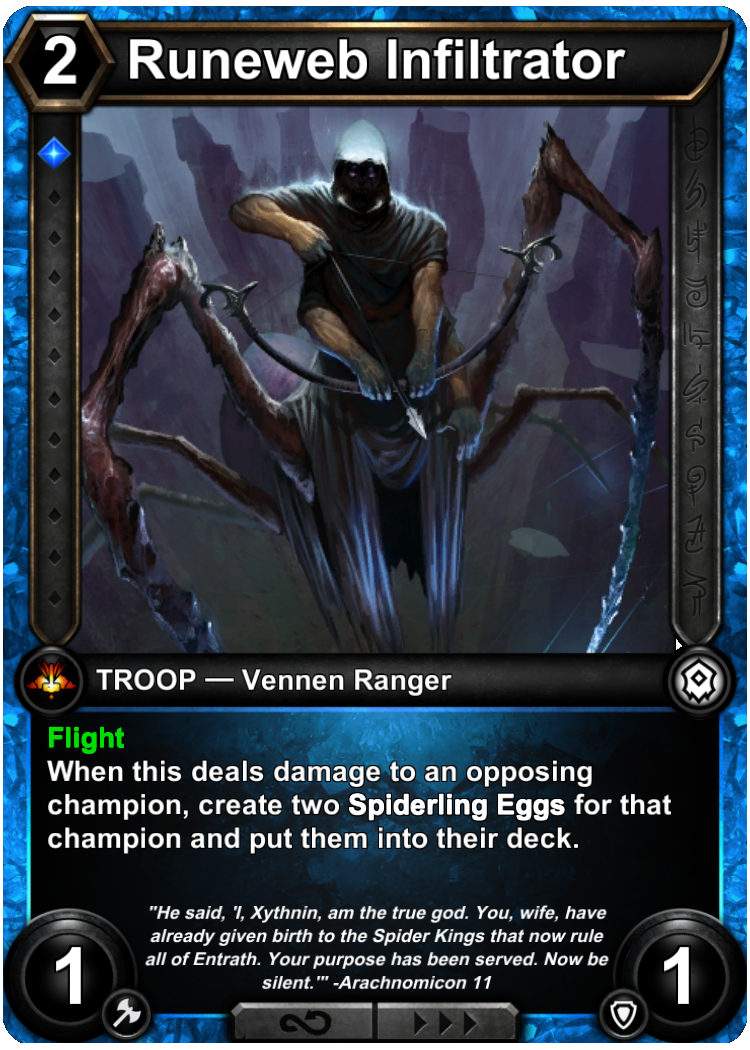 2 Runeweb Infiltrator
TROOP — Vennen Ranger
Flight
When this deals damage to an opposing
champion, create two Spiderling Eggs for that
champion and put them into their deck.
"He said, 'I, Xythnin, am the true god. You, wife, have
already given birth to the Spider Kings that now rule
all of Entrath. Your purpose has been served. Now be
silent.'" -Arachnomicon 11
1 1